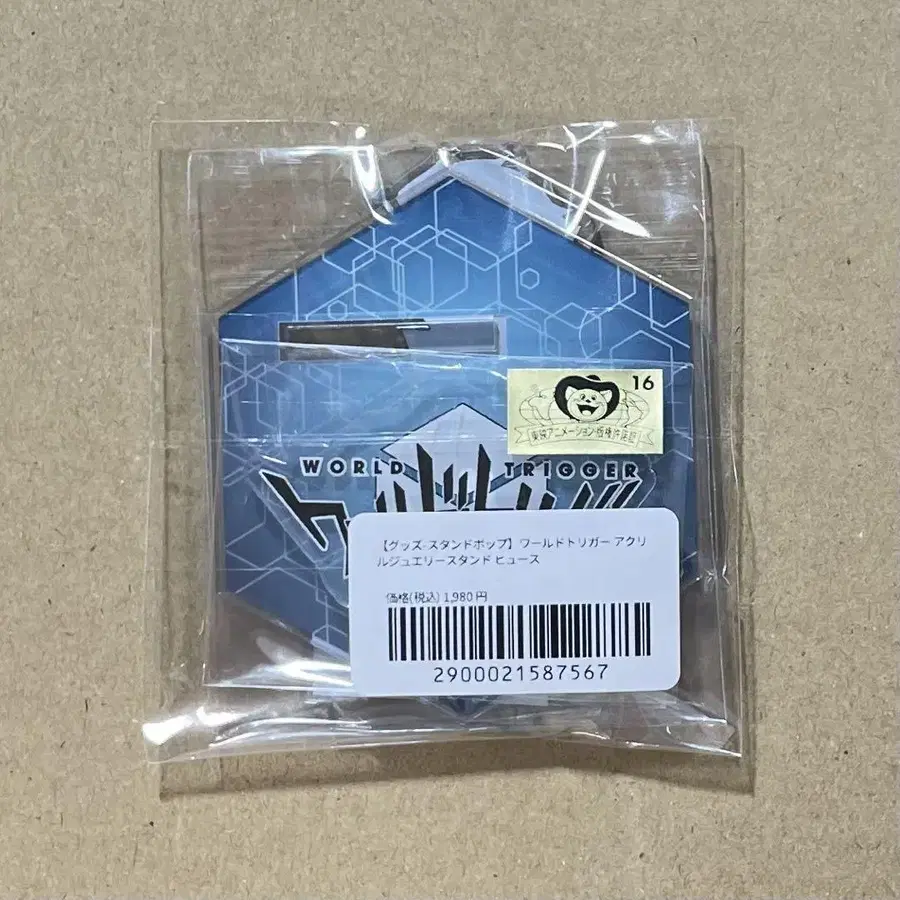 16
東映アニメーション・版権許諾証
WORLD TRIGGER
【グッズ-スタンドポップ】ワールドトリガー アクリ
ルジュエリースタンド ヒュース
価格(税込) 1,980 円
2900021587567